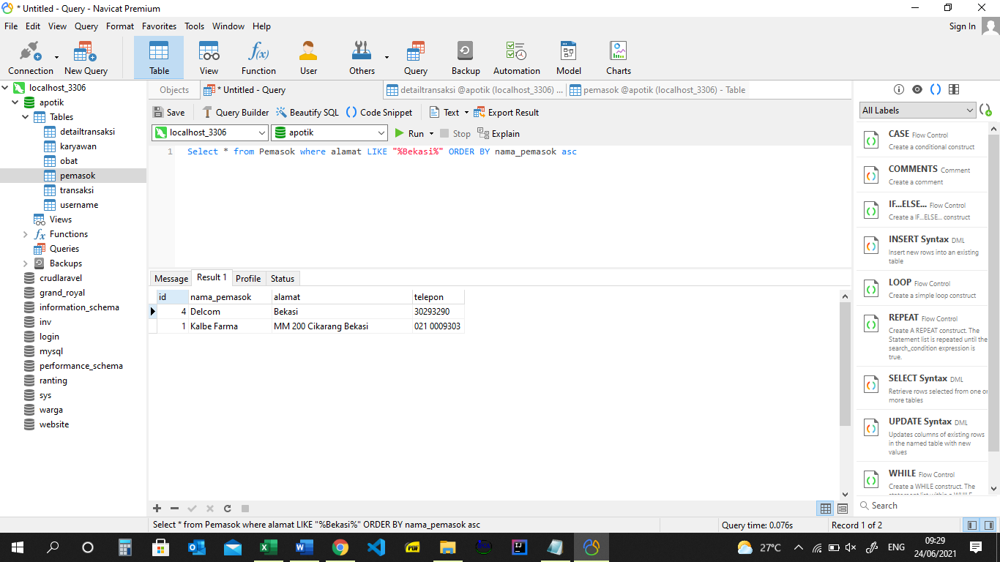 * Untitled - Query - Navicat Premium
File Edit View Query Format Favorites Tools Window Help
Sign In
Connection New Query Table View Function User Others Query Backup Automation Model Charts
localhost_3306
apotik
Tables
detailtransaksi
karyawan
obat
pemasok
transaksi
username
Views
Functions
Queries
Backups
crudlaravel
grand_royal
information_schema
inv
login
mysql
performance_schema
ranting
sys
warga
website
Objects * Untitled - Query detailtransaksi @apotik (localhost_3306) ... pemasok @apotik (localhost_3306) - Table
Save Query Builder Beautify SQL Code Snippet Text Export Result
localhost_3306 apotik Run Stop Explain
1 Select * from Pemasok where alamat LIKE "%Bekasi%" ORDER BY nama_pemasok asc
Message Result 1 Profile Status
id nama_pemasok alamat telepon
4 Delcom Bekasi 30293290
1 Kalbe Farma MM 200 Cikarang Bekasi 021 0009303
All Labels
CASE Flow Control
Create a conditional construct
COMMENTS Comment
Create a comment
IF...ELSE... Flow Control
Create a IF...ELSE... construct
INSERT Syntax DML
Insert new rows into an existing
table
LOOP Flow Control
Create a simple loop construct
REPEAT Flow Control
Create A REPEAT construct. The
Statement list is repeated until the
search_condition expression is
true.
SELECT Syntax DML
Retrieve rows selected from one or
more tables
UPDATE Syntax DML
Updates columns of existing rows
in the named table with new
values
WHILE Flow Control
Create a WHILE construct. The
statement list within a WHILE
Search
Select * from Pemasok where alamat LIKE "%Bekasi%" ORDER BY nama_pemasok asc
Query time: 0.076s
Record 1 of 2
27°C
ENG
09:29
24/06/2021